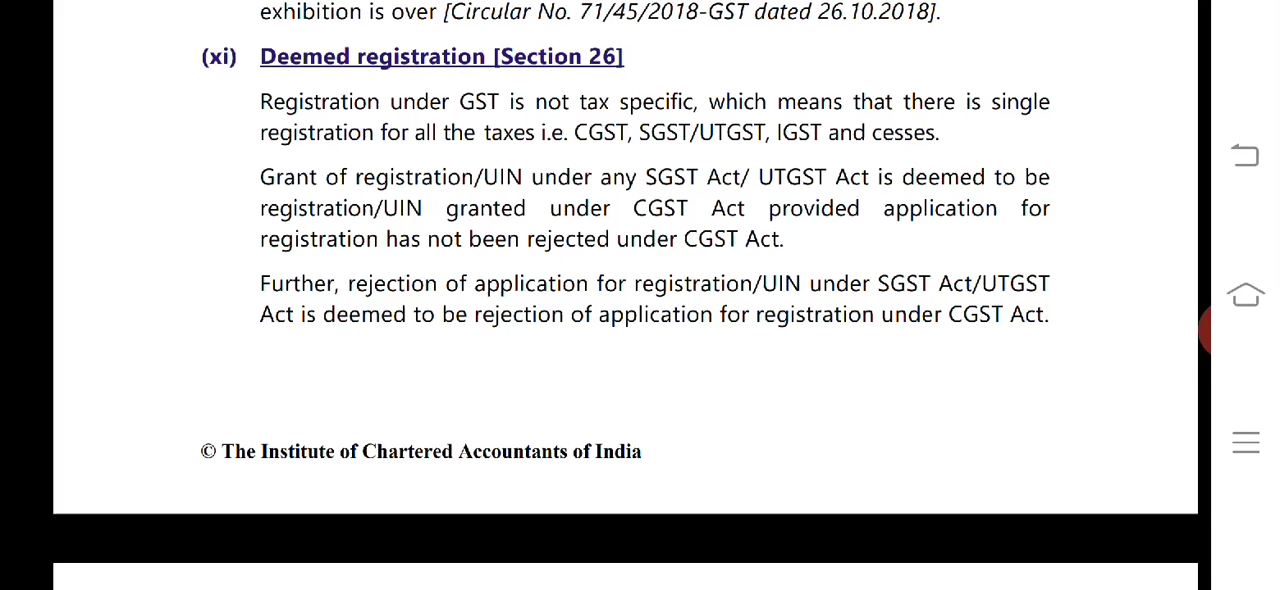 exhibition is over [Circular No. 71/45/2018-GST dated 26.10.2018].
(xi) Deemed registration [Section 26]
Registration under GST is not tax specific, which means that there is single
registration for all the taxes i.e. CGST, SGST/UTGST, IGST and cesses.
Grant of registration/UIN under any SGST Act/ UTGST Act is deemed to be
registration/UIN granted under CGST Act provided application for
registration has not been rejected under CGST Act.
Further, rejection of application for registration/UIN under SGST Act/UTGST
Act is deemed to be rejection of application for registration under CGST Act.
© The Institute of Chartered Accountants of India